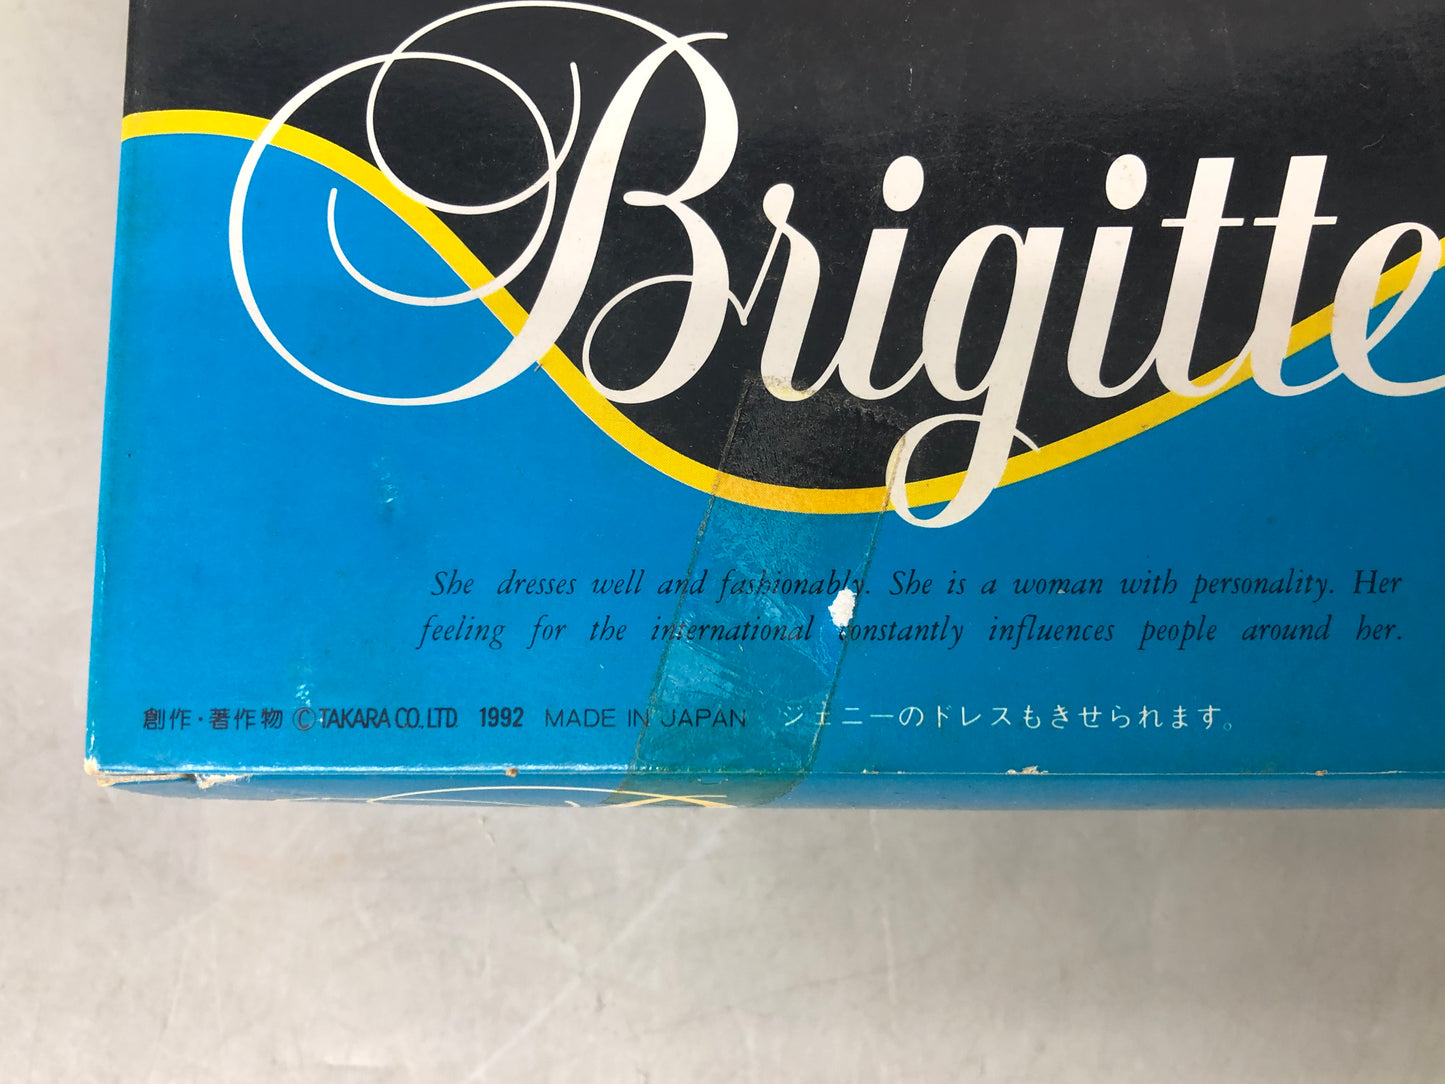 Brigitte
She dresses well and fashionably. She is a woman with personality. Her
feeling for the international constantly influences people around her.
創作・著作物 ©TAKARA CO.,LTD. 1992 MADE IN JAPAN ジェニーのドレスもきせられます。